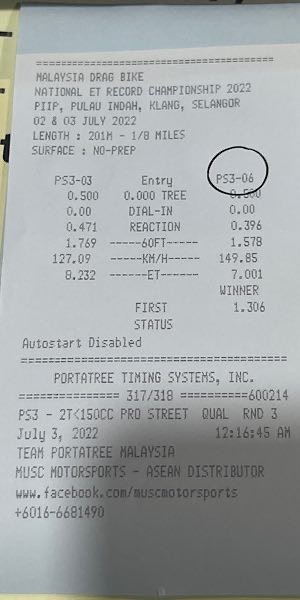 ================================
MALAYSIA DRAG BIKE
NATIONAL ET RECORD CHAMPIONSHIP 2022
PIIP, PULAU INDAH, KLANG, SELANGOR
02 & 03 JULY 2022
LENGTH : 201M - 1/8 MILES
SURFACE : NO-PREP
PS3-03 Entry PS3-06
0.500 0.000 TREE 0.500
0.00 DIAL-IN 0.00
0.471 REACTION 0.396
1.769 ------60FT------ 1.578
127.09 ------KM/H------ 149.85
8.232 -------ET------- 7.001
WINNER
FIRST 1.306
STATUS
Autostart Disabled
================================
PORTATREE TIMING SYSTEMS, INC.
=============== 317/318 ==========600214
PS3 - 2T<150CC PRO STREET QUAL RND 3
July 3, 2022 12:16:45 AM
TEAM PORTATREE MALAYSIA
MUSC MOTORSPORTS - ASEAN DISTRIBUTOR
www.facebook.com/muscmotorsports
+6016-6681490